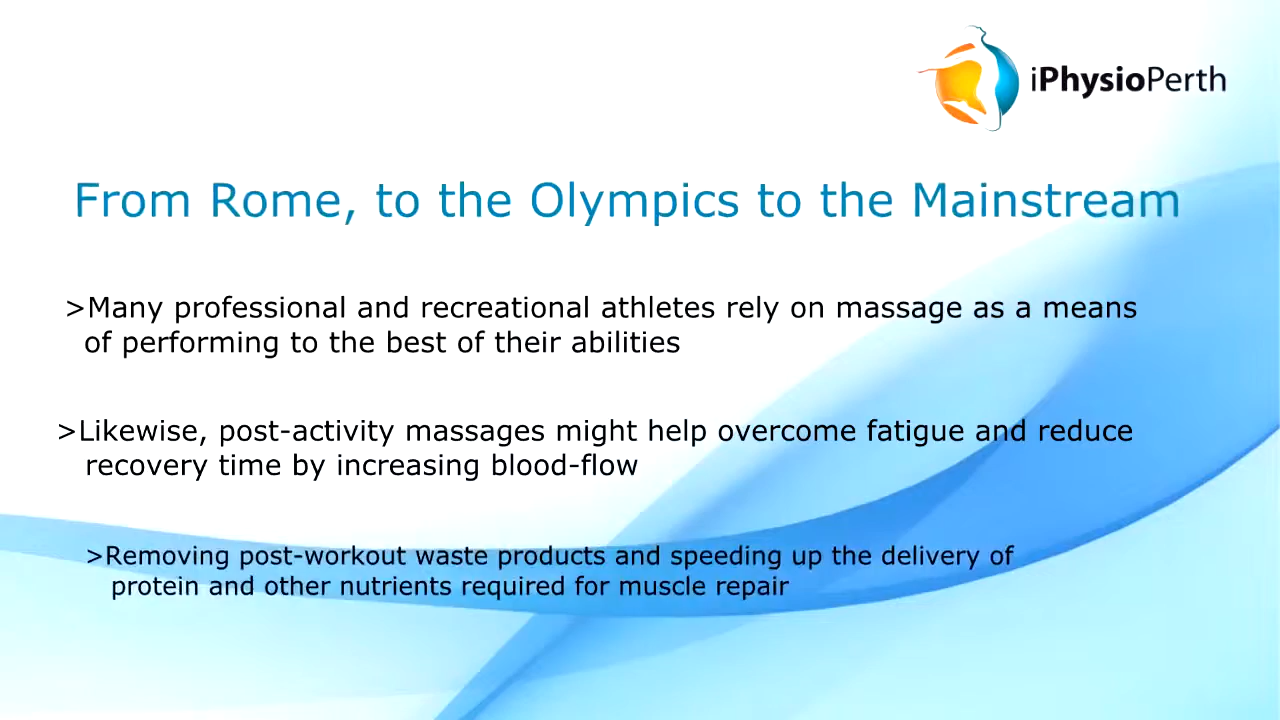 iPhysioPerth
From Rome, to the Olympics to the Mainstream
>Many professional and recreational athletes rely on massage as a means
of performing to the best of their abilities
>Likewise, post-activity massages might help overcome fatigue and reduce
recovery time by increasing blood-flow
>Removing post-workout waste products and speeding up the delivery of
protein and other nutrients required for muscle repair